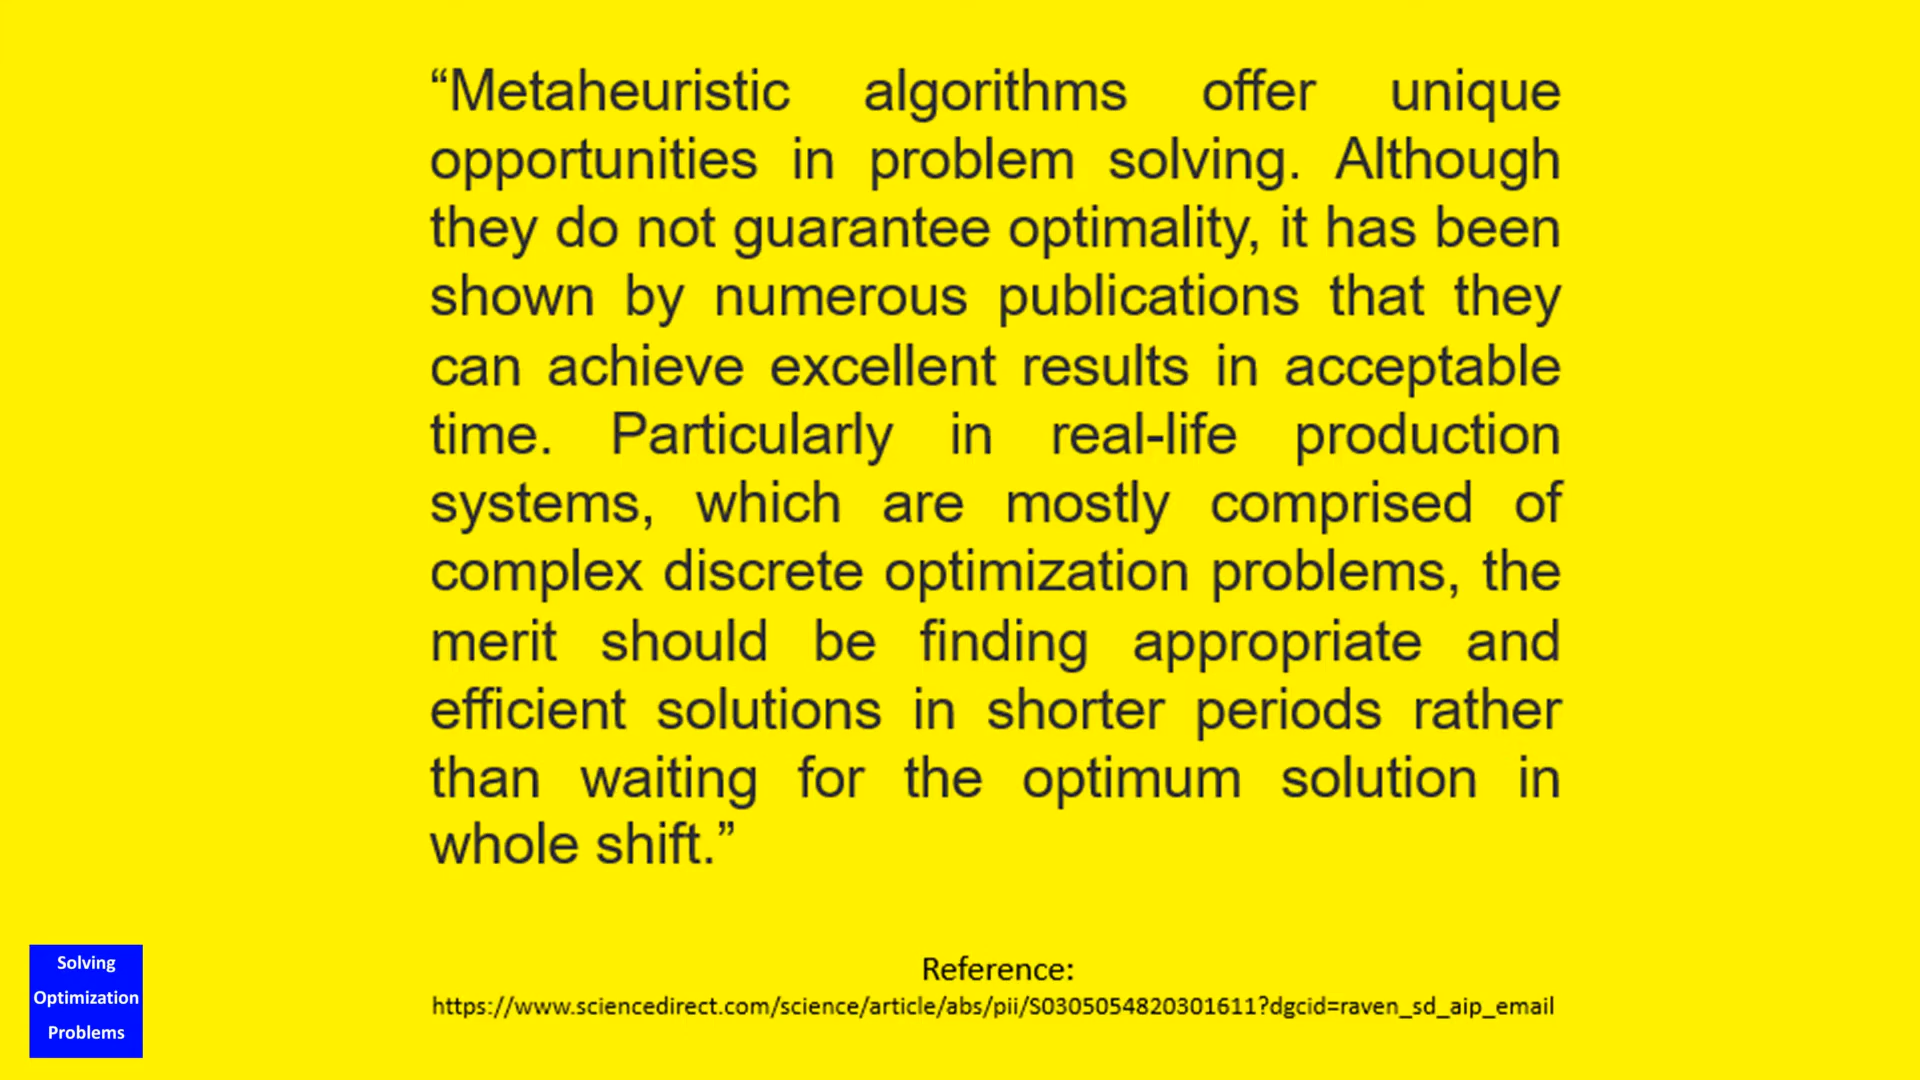 “Metaheuristic algorithms offer unique
opportunities in problem solving. Although
they do not guarantee optimality, it has been
shown by numerous publications that they
can achieve excellent results in acceptable
time. Particularly in real-life production
systems, which are mostly comprised of
complex discrete optimization problems, the
merit should be finding appropriate and
efficient solutions in shorter periods rather
than waiting for the optimum solution in
whole shift.”
Reference:
https://www.sciencedirect.com/science/article/abs/pii/S0305054820301611?dgcid=raven_sd_aip_email
Solving
Optimization
Problems